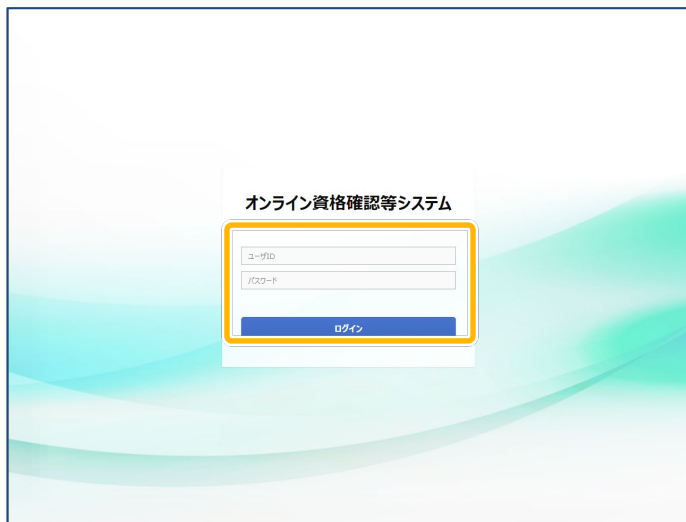 オンライン資格確認等システム
ユーザID
パスワード
ログイン